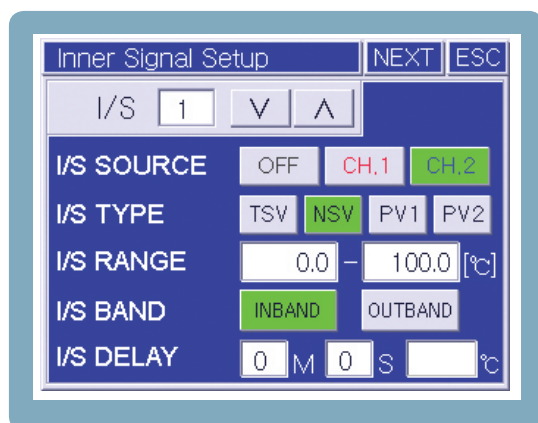 Inner Signal Setup NEXT ESC
I/S 1 V Λ
I/S SOURCE OFF CH.1 CH.2
I/S TYPE TSV NSV PV1 PV2
I/S RANGE 0.0 - 100.0 [℃]
I/S BAND INBAND OUTBAND
I/S DELAY 0 M 0 S ℃